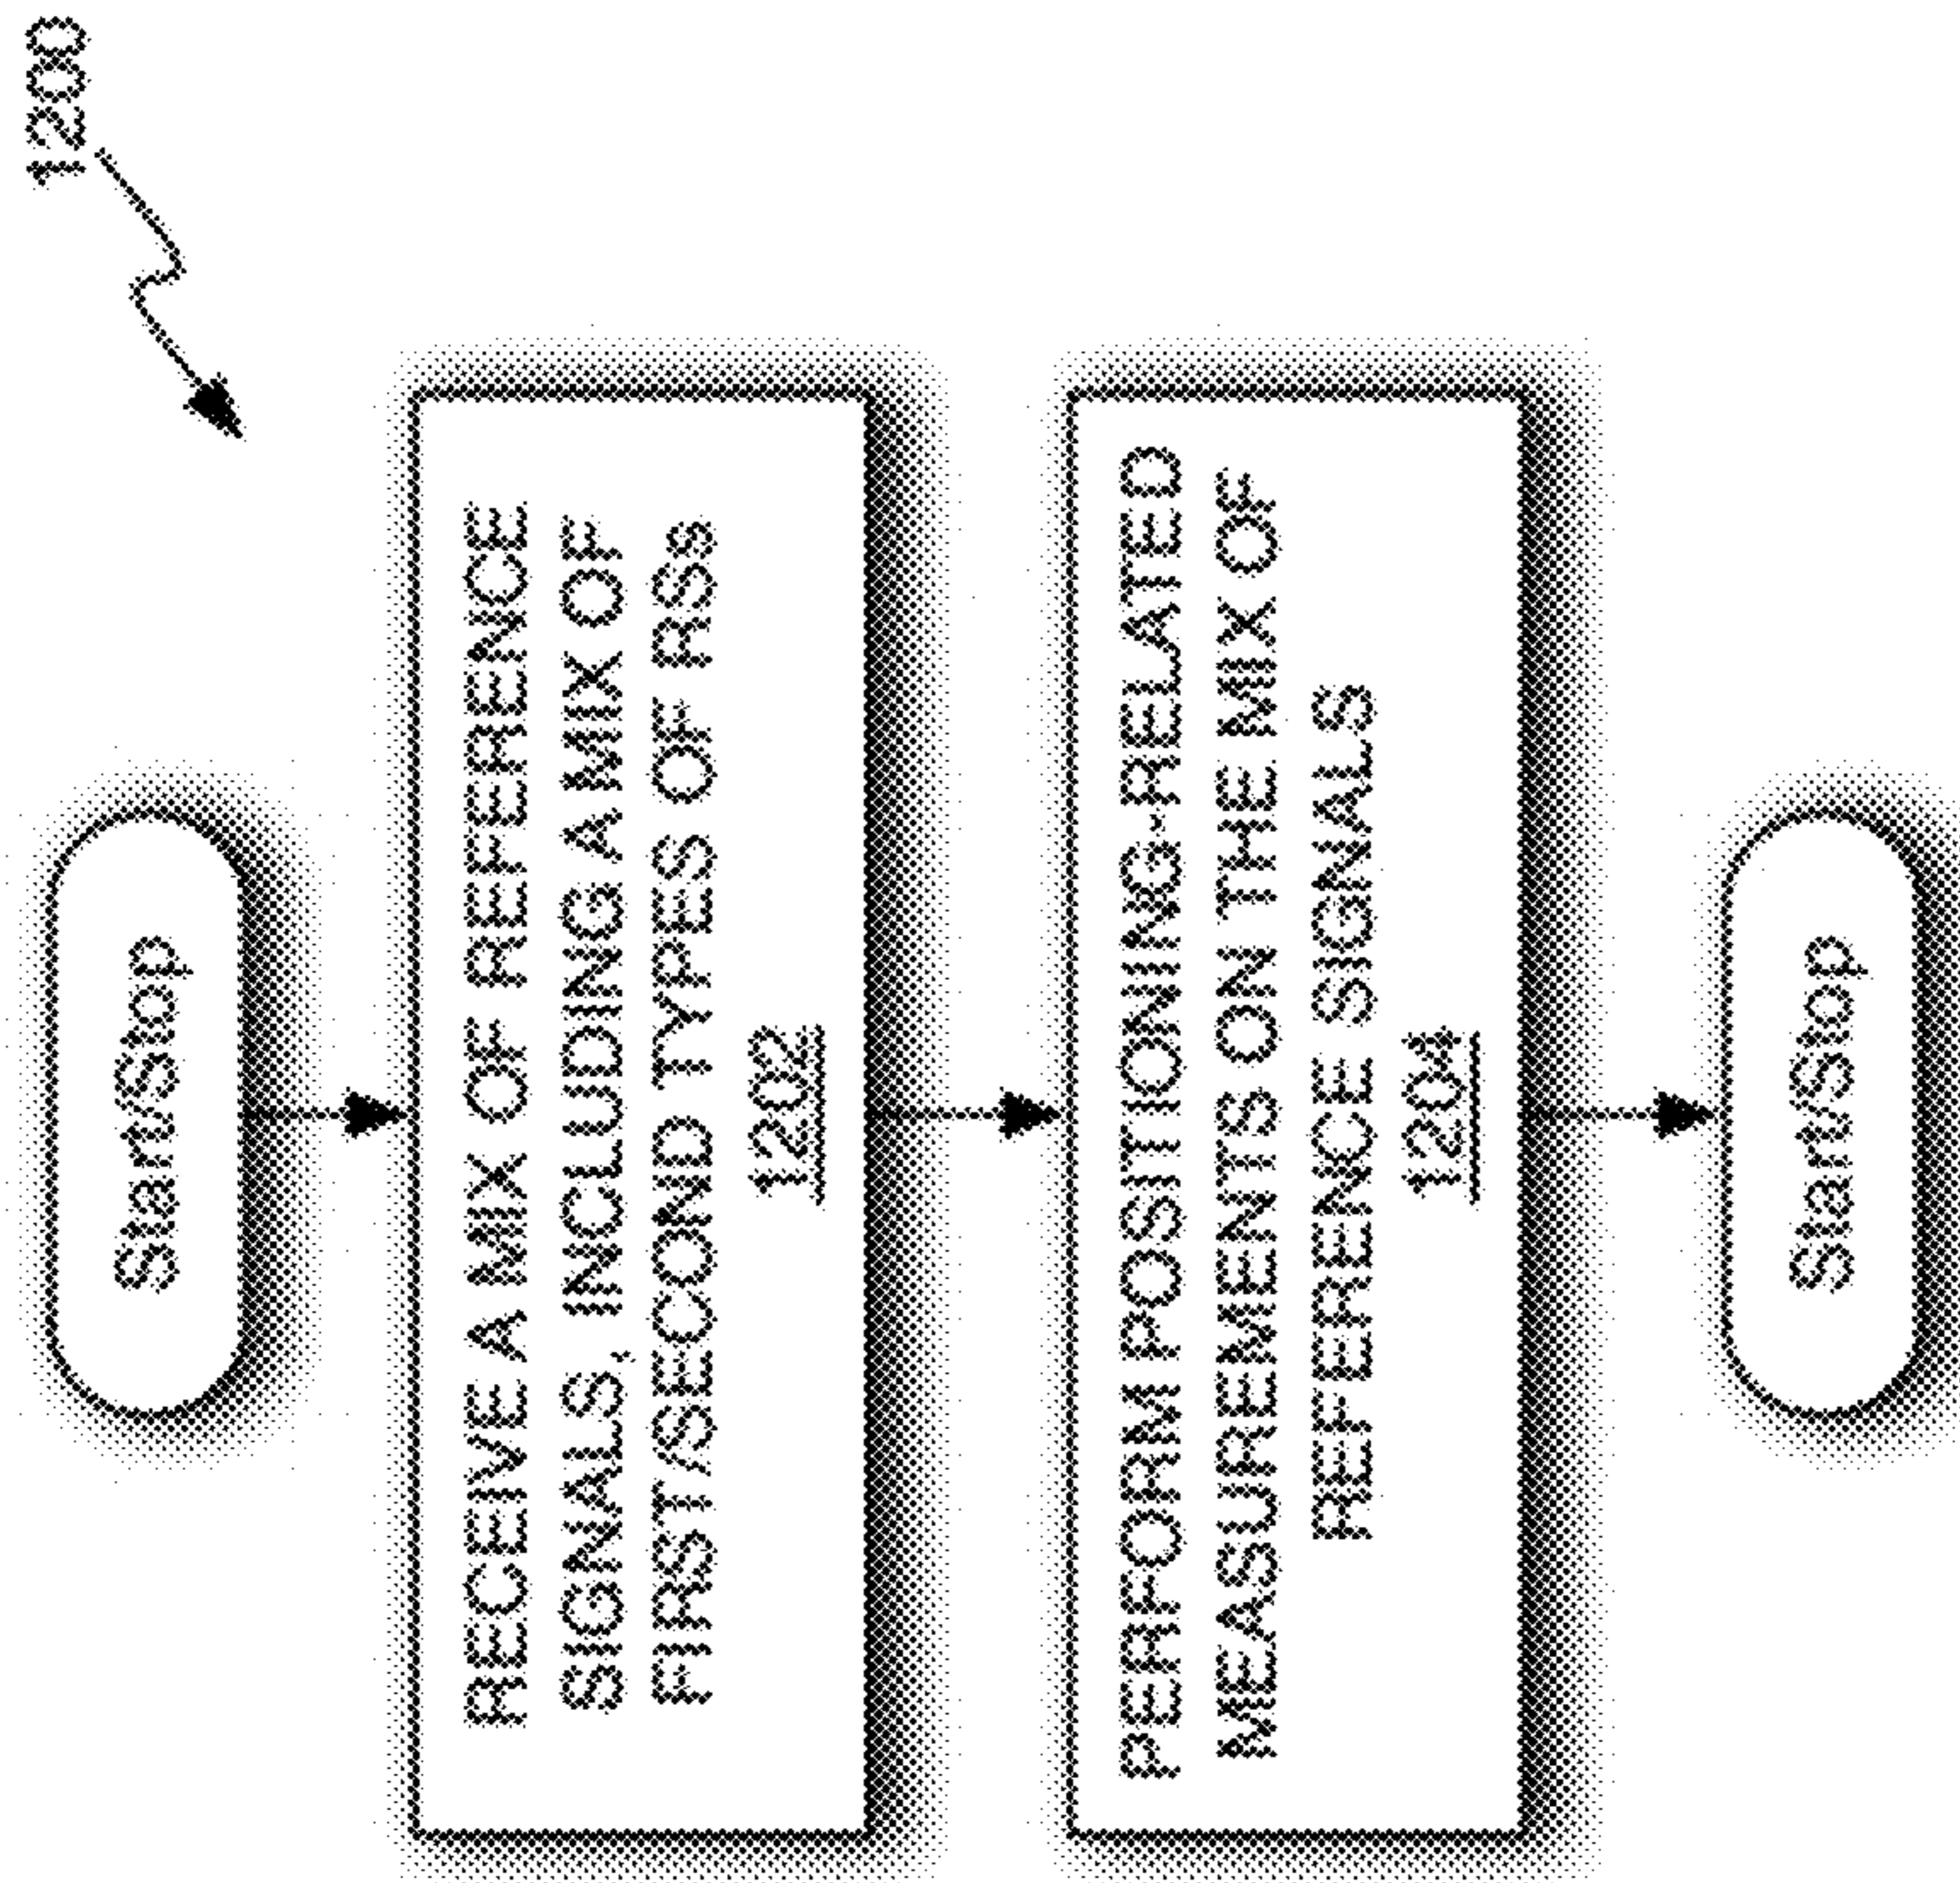 1200
Start/Stop
RECEIVE A MIX OF REFERENCE
SIGNALS, INCLUDING A MIX OF
FIRST/SECOND TYPES OF RSs
1202
PERFORM POSITIONING-RELATED
MEASUREMENTS ON THE MIX OF
REFERENCE SIGNALS
1204
Start/Stop